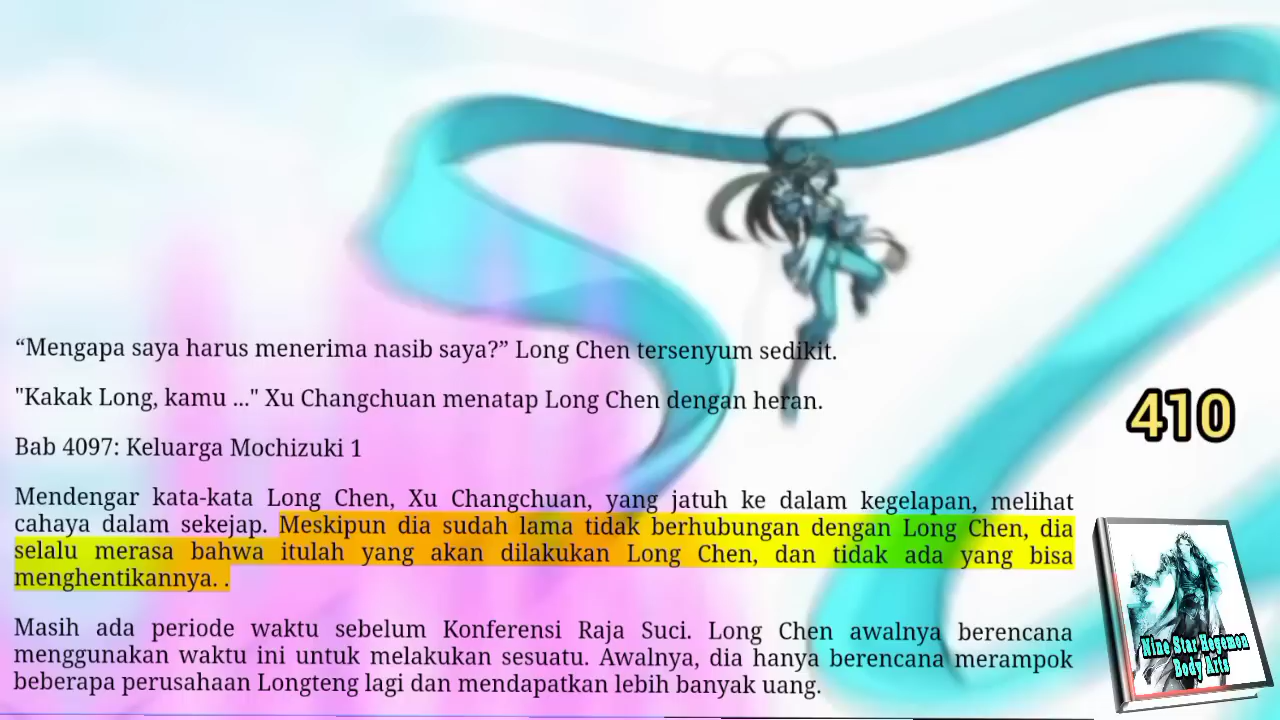 “Mengapa saya harus menerima nasib saya?” Long Chen tersenyum sedikit.
"Kakak Long, kamu ..." Xu Changchuan menatap Long Chen dengan heran.
410
Bab 4097: Keluarga Mochizuki 1
Mendengar kata-kata Long Chen, Xu Changchuan, yang jatuh ke dalam kegelapan, melihat
cahaya dalam sekejap. Meskipun dia sudah lama tidak berhubungan dengan Long Chen, dia
selalu merasa bahwa itulah yang akan dilakukan Long Chen, dan tidak ada yang bisa
menghentikannya. .
Masih ada periode waktu sebelum Konferensi Raja Suci. Long Chen awalnya berencana
menggunakan waktu ini untuk melakukan sesuatu. Awalnya, dia hanya berencana merampok
beberapa perusahaan Longteng lagi dan mendapatkan lebih banyak uang.
Nine Star Hegemon
Body Arts